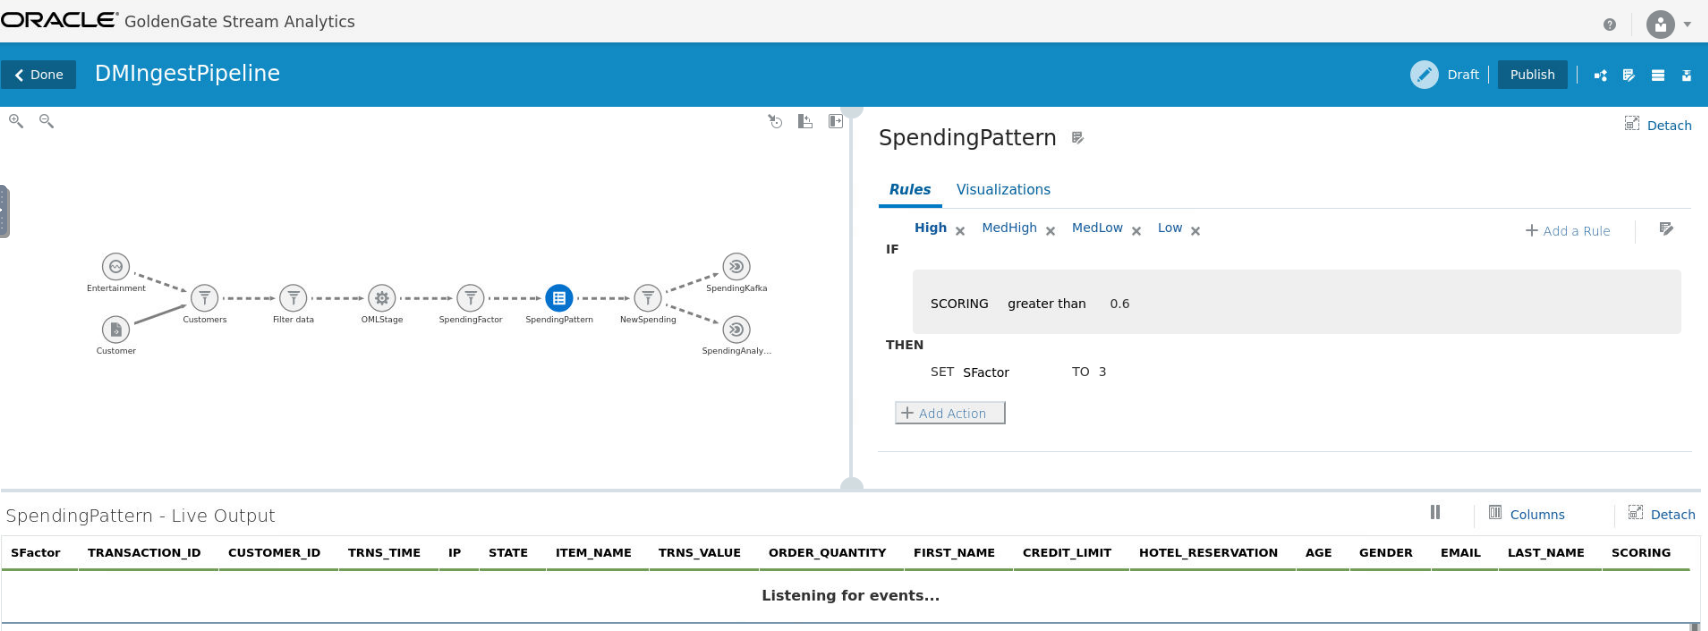 ORACLE GoldenGate Stream Analytics
Done DMIngestPipeline Draft Publish
Entertainment
Customer
Customers
Filter data
OMLStage
SpendingFactor
SpendingPattern
NewSpending
SpendingKafka
SpendingAnaly...
SpendingPattern Detach
Rules Visualizations
High MedHigh MedLow Low Add a Rule
IF
SCORING greater than 0.6
THEN
SET SFactor TO 3
Add Action
SpendingPattern - Live Output Columns Detach
SFactor TRANSACTION_ID CUSTOMER_ID TRNS_TIME IP STATE ITEM_NAME TRNS_VALUE ORDER_QUANTITY FIRST_NAME CREDIT_LIMIT HOTEL_RESERVATION AGE GENDER EMAIL LAST_NAME SCORING
Listening for events...